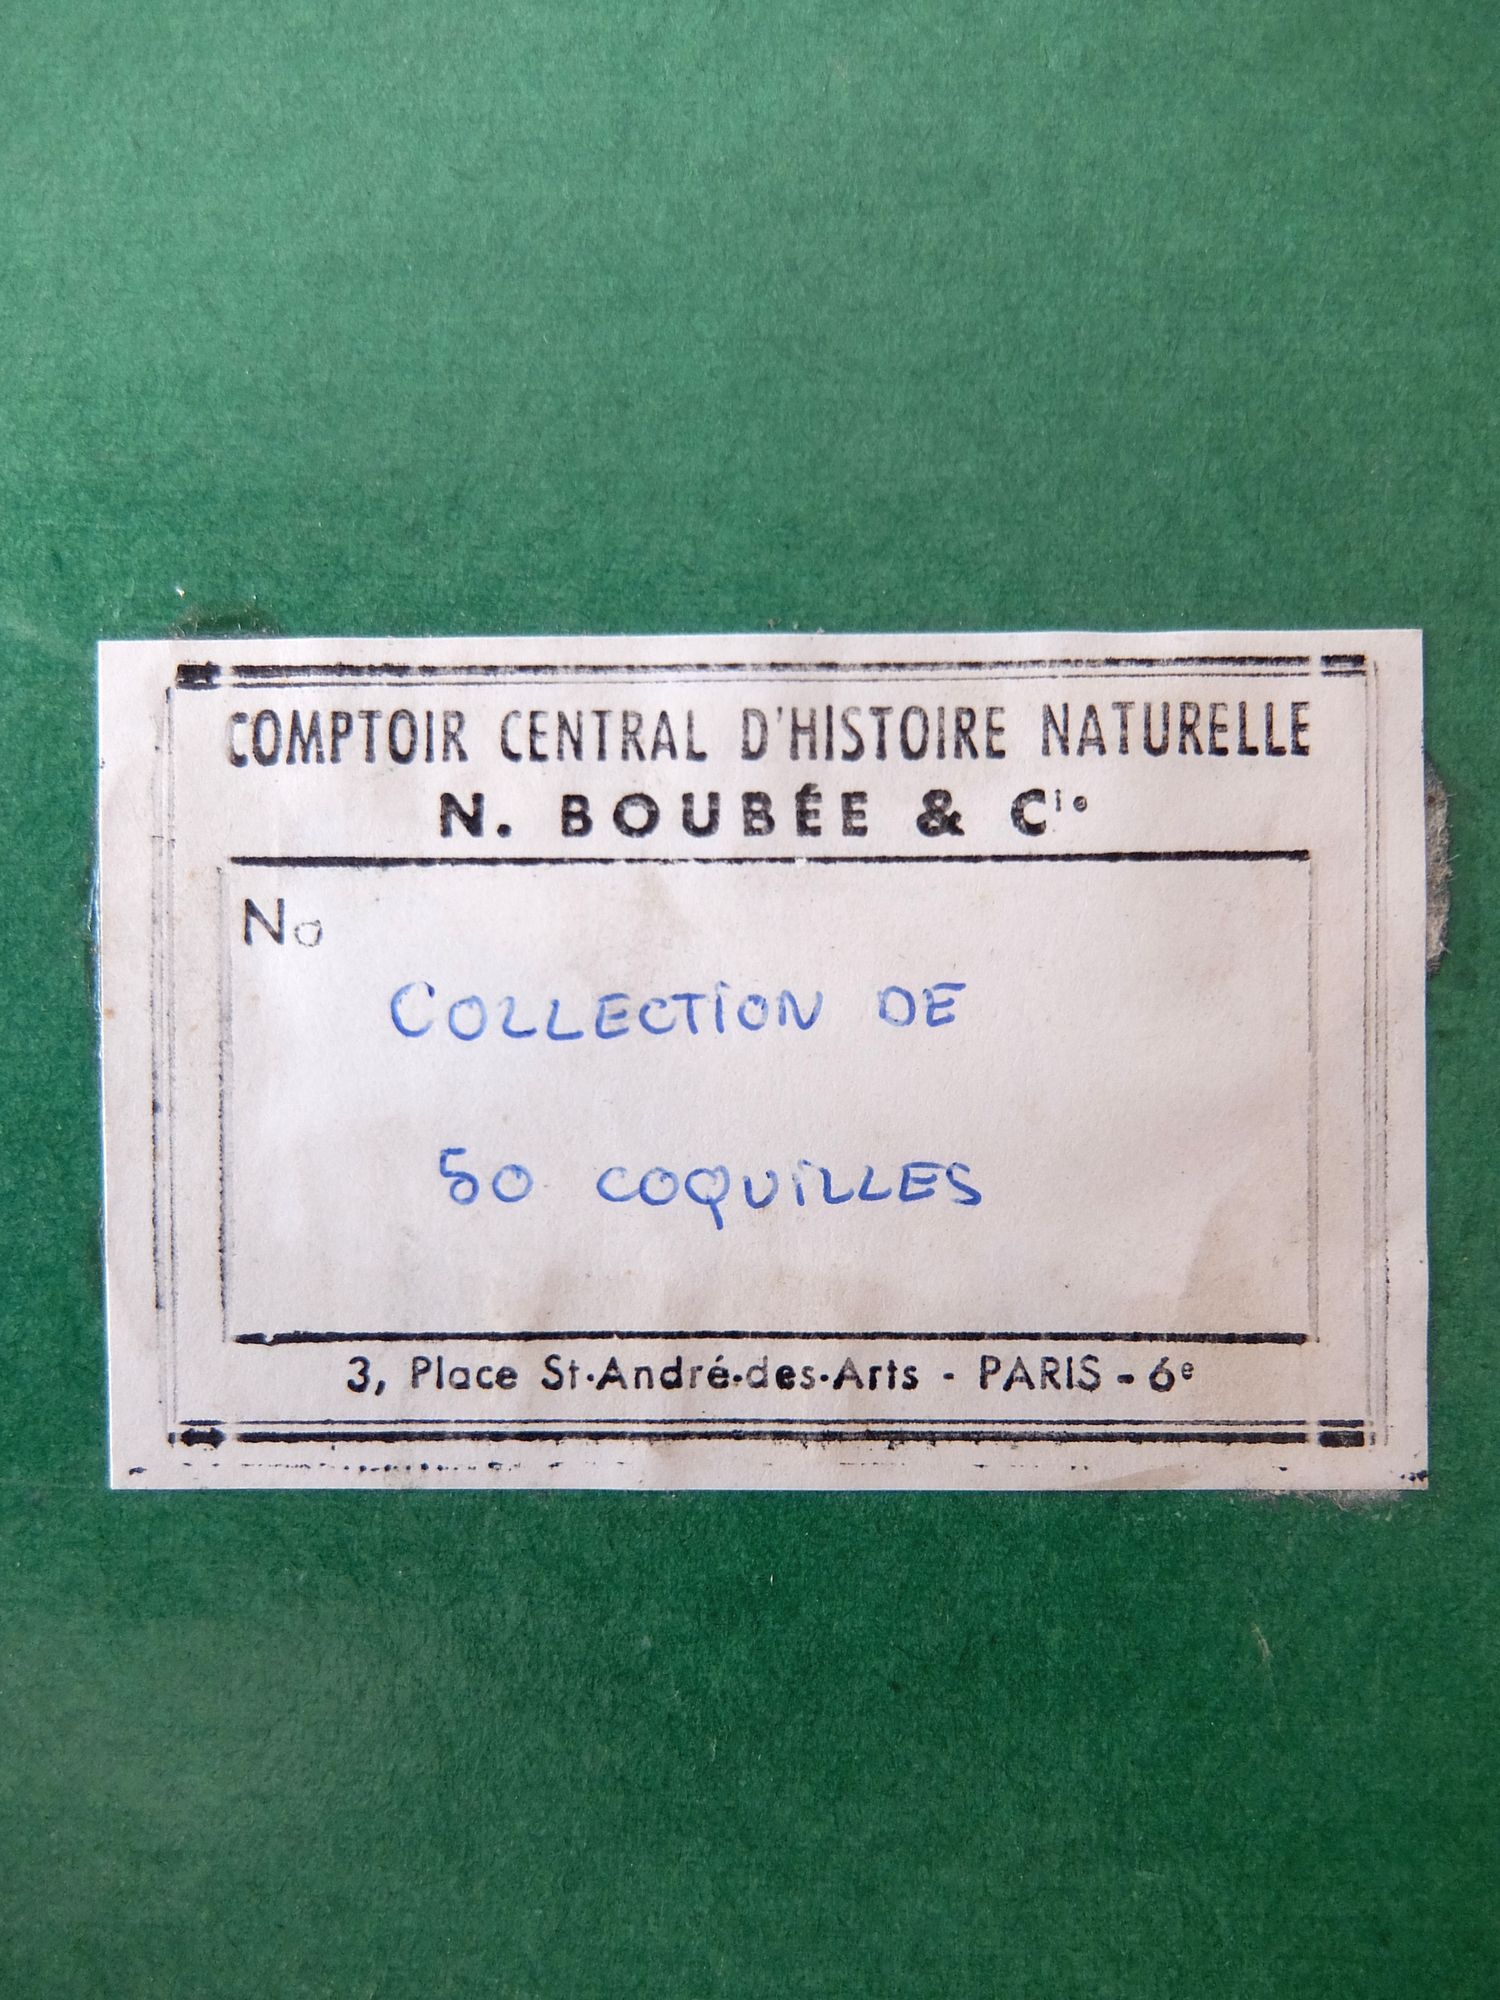 COMPTOIR CENTRAL D'HISTOIRE NATURELLE
N. BOUBÉE & Cie
No
COLLECTION DE
50 COQUILLES
3, Place St-André-des-Arts - PARIS - 6e